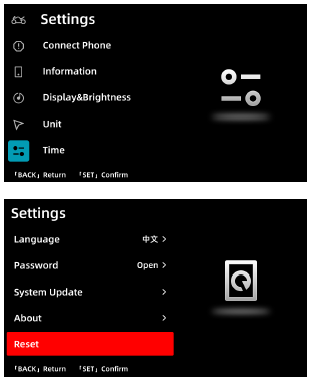 Settings
Connect Phone
Information
Display&Brightness
Unit
Time
「BACK」Return 「SET」Confirm
Settings
Language 中文 >
Password Open >
System Update >
About >
Reset
「BACK」Return 「SET」Confirm